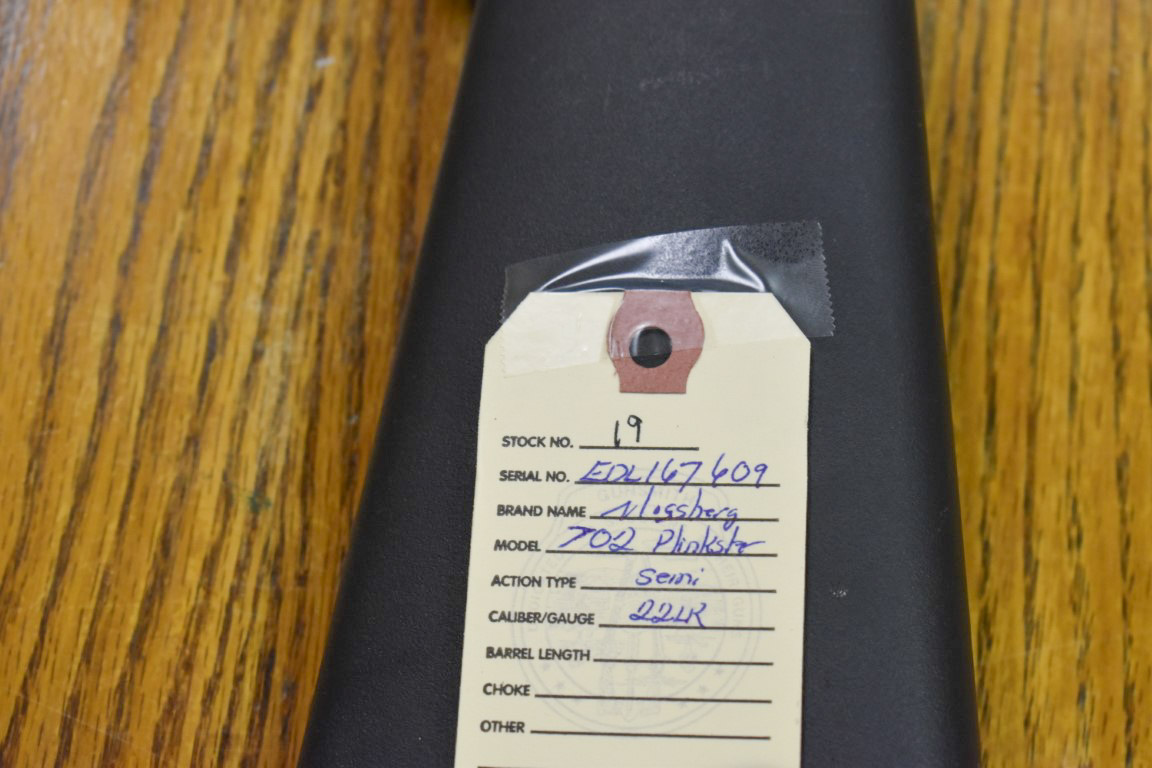 STOCK NO. 19
SERIAL NO. EDL167609
BRAND NAME Mossberg
MODEL 702 Plinkster
ACTION TYPE Semi
CALIBER/GAUGE 22LR
BARREL LENGTH
CHOKE
OTHER